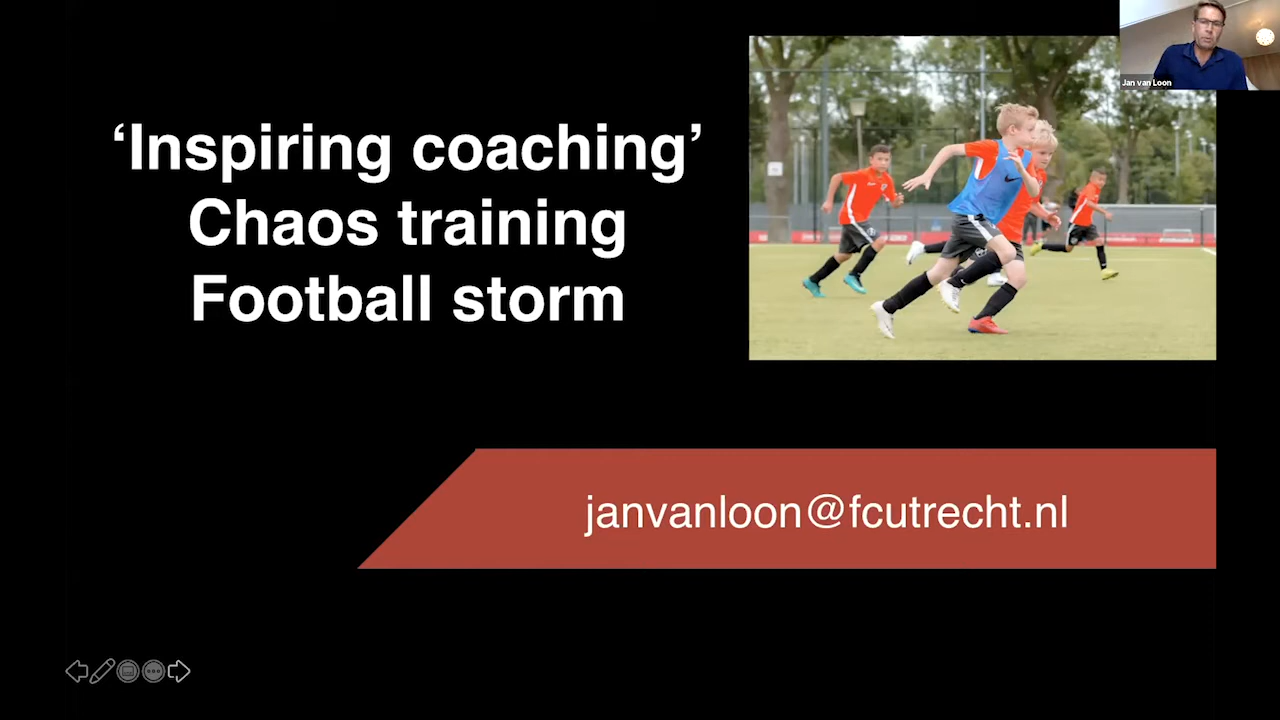 ‘Inspiring coaching’
Chaos training
Football storm
Jan van Loon
janvanloon@fcutrecht.nl